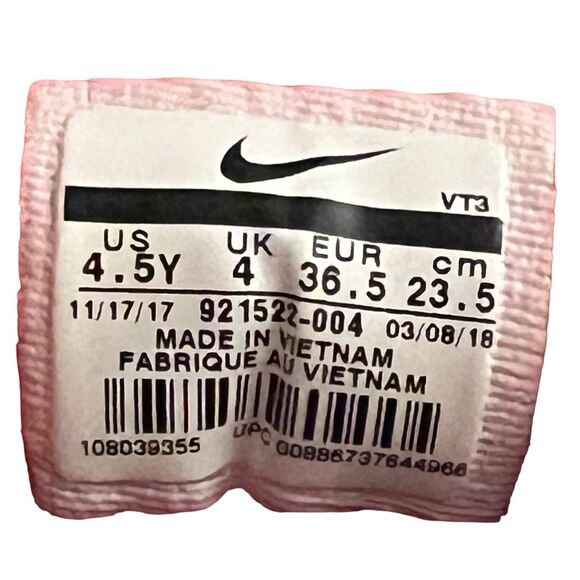 VT3
US UK EUR cm
4.5Y 4 36.5 23.5
11/17/17 921522-004 03/08/18
MADE IN VIETNAM
FABRIQUE AU VIETNAM
108039355 UPC